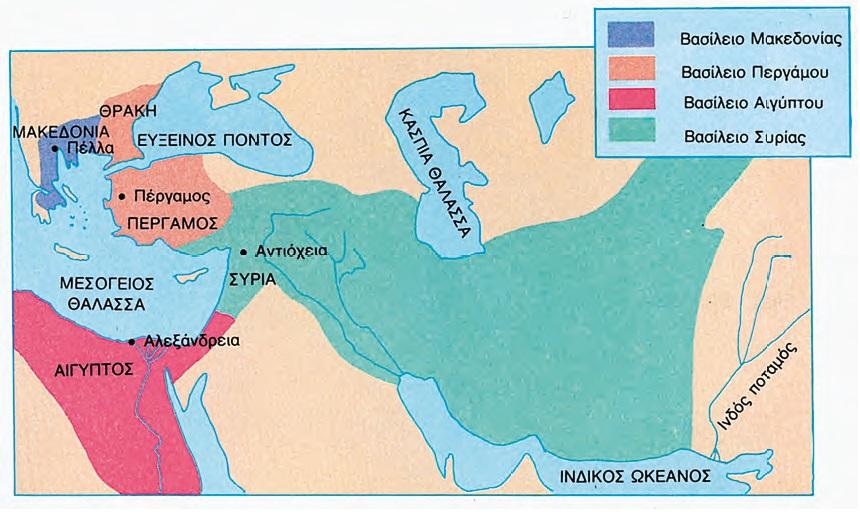 Βασίλειο Μακεδονίας
Βασίλειο Περγάμου
Βασίλειο Αιγύπτου
Βασίλειο Συρίας
ΘΡΑΚΗ
ΜΑΚΕΔΟΝΙΑ
Πέλλα
ΕΥΞΕΙΝΟΣ ΠΟΝΤΟΣ
ΚΑΣΠΙΑ ΘΑΛΑΣΣΑ
Πέργαμος
ΠΕΡΓΑΜΟΣ
Αντιόχεια
ΣΥΡΙΑ
ΜΕΣΟΓΕΙΟΣ
ΘΑΛΑΣΣΑ
Αλεξάνδρεια
ΑΙΓΥΠΤΟΣ
Ινδός ποταμός
ΙΝΔΙΚΟΣ ΩΚΕΑΝΟΣ